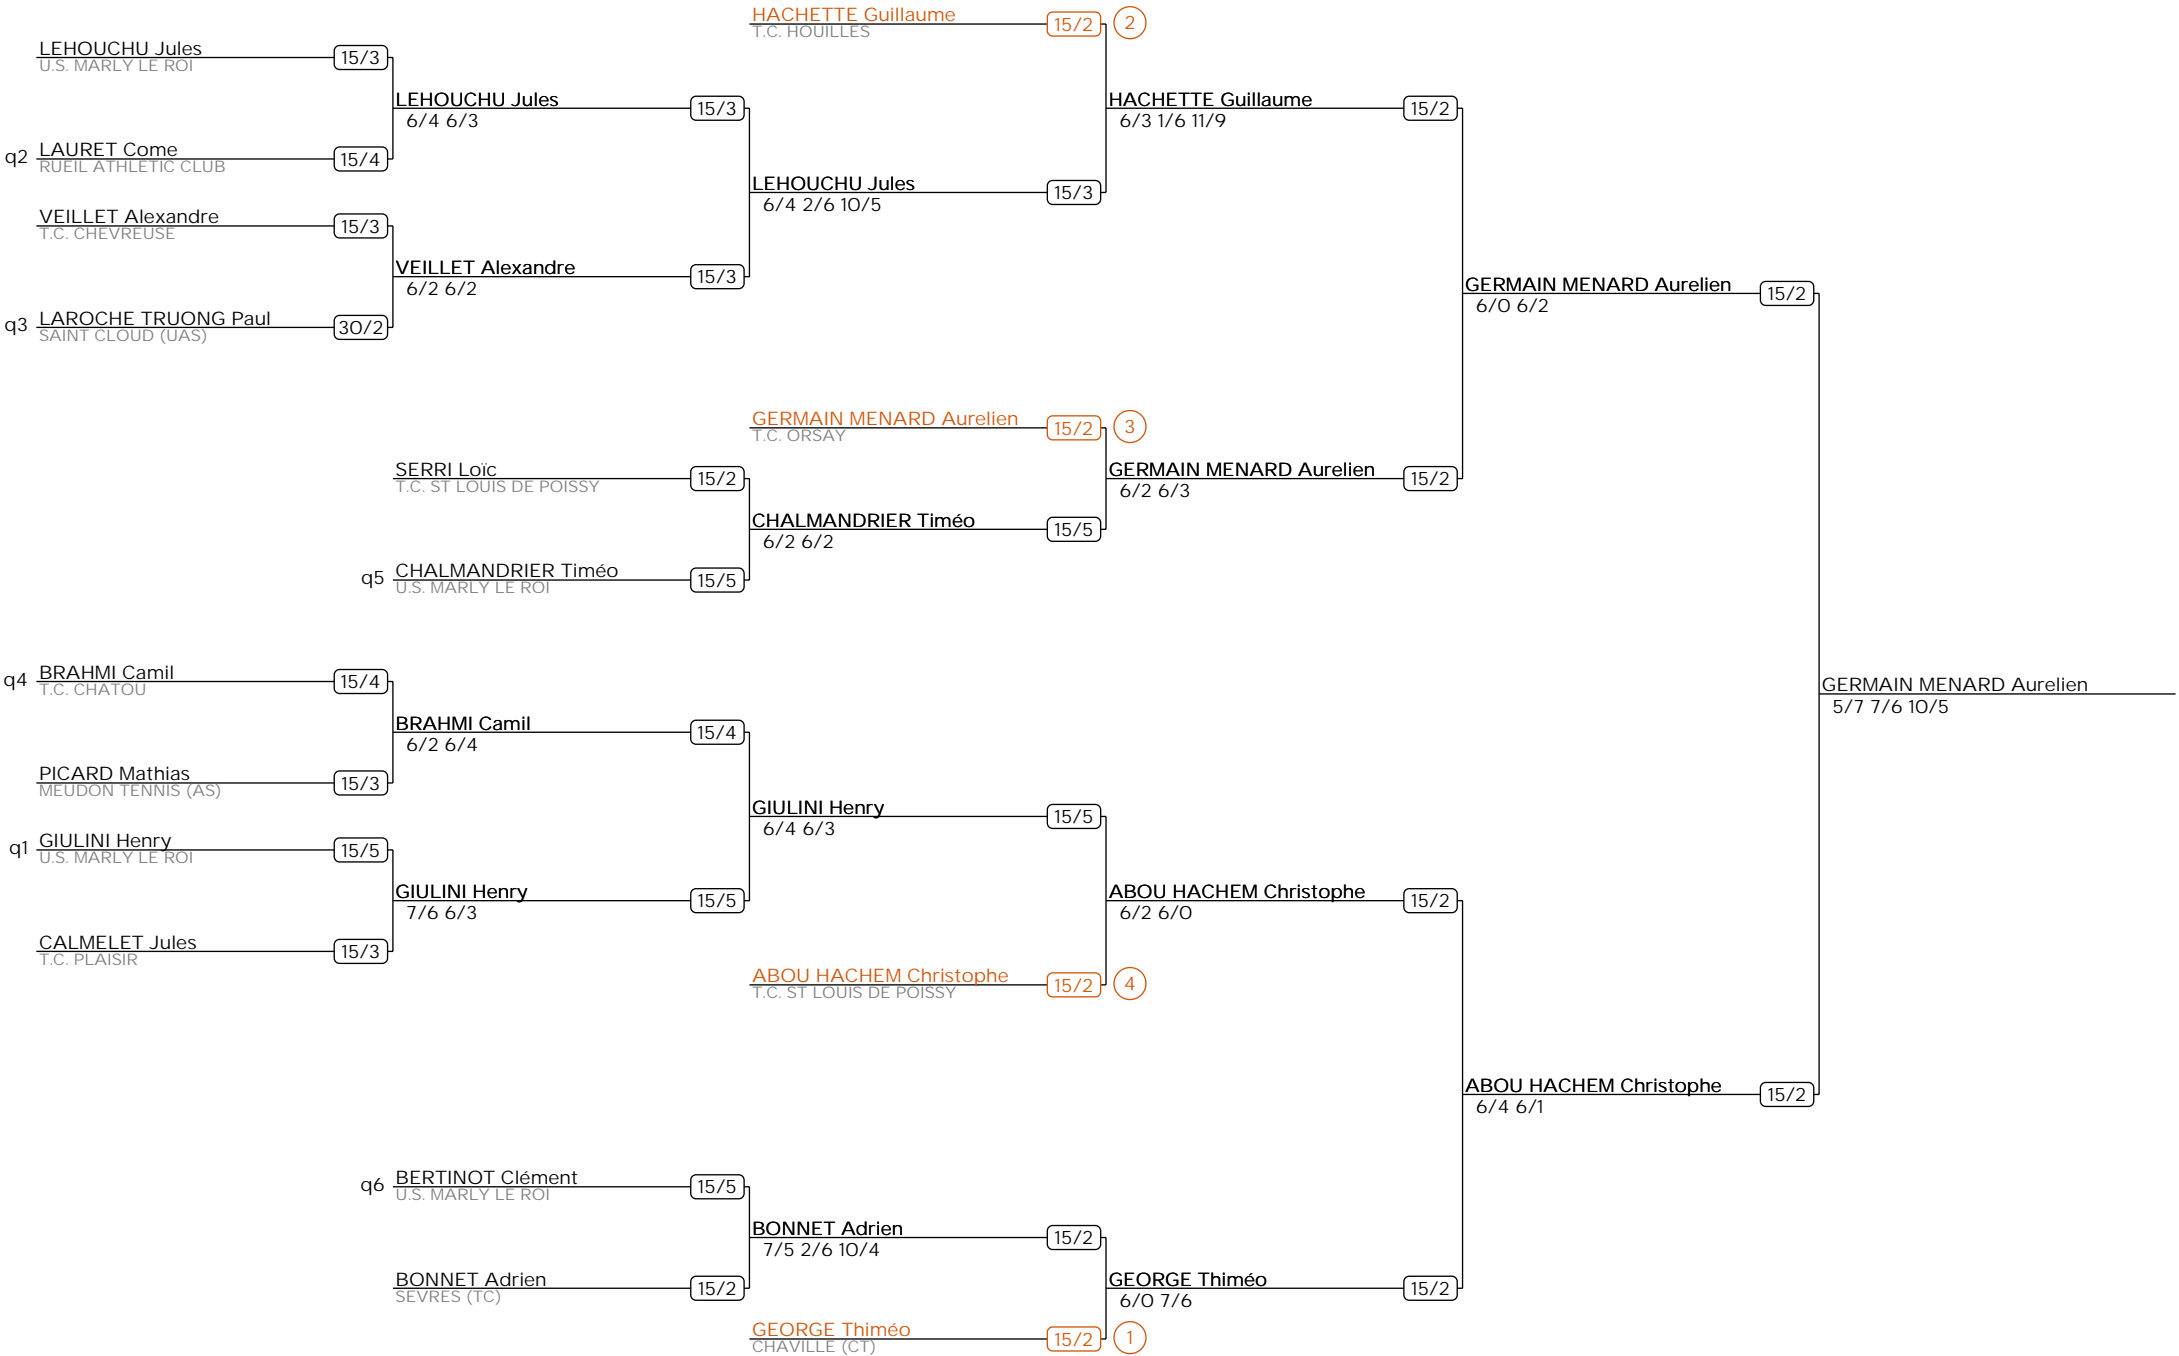 HACHETTE Guillaume 15/2 2
T.C. HOUILLES
LEHOUCHU Jules 15/3
U.S. MARLY LE ROI
LEHOUCHU Jules 15/3
6/4 6/3
HACHETTE Guillaume 15/2
6/3 1/6 11/9
q2 LAURET Come 15/4
RUEIL ATHLETIC CLUB
LEHOUCHU Jules 15/3
6/4 2/6 10/5
VEILLET Alexandre 15/3
T.C. CHEVREUSE
VEILLET Alexandre 15/3
6/2 6/2
GERMAIN MENARD Aurelien 15/2
6/0 6/2
q3 LAROCHE TRUONG Paul 30/2
SAINT CLOUD (UAS)
GERMAIN MENARD Aurelien 15/2 3
T.C. ORSAY
SERRI Loïc 15/2
T.C. ST LOUIS DE POISSY
GERMAIN MENARD Aurelien 15/2
6/2 6/3
CHALMANDRIER Timéo 15/5
6/2 6/2
q5 CHALMANDRIER Timéo 15/5
U.S. MARLY LE ROI
q4 BRAHMI Camil 15/4
T.C. CHATOU
GERMAIN MENARD Aurelien
5/7 7/6 10/5
BRAHMI Camil 15/4
6/2 6/4
PICARD Mathias 15/3
MEUDON TENNIS (AS)
GIULINI Henry 15/5
6/4 6/3
q1 GIULINI Henry 15/5
U.S. MARLY LE ROI
GIULINI Henry 15/5
7/6 6/3
ABOU HACHEM Christophe 15/2
6/2 6/0
CALMELET Jules 15/3
T.C. PLAISIR
ABOU HACHEM Christophe 15/2 4
T.C. ST LOUIS DE POISSY
ABOU HACHEM Christophe 15/2
6/4 6/1
q6 BERTINOT Clément 15/5
U.S. MARLY LE ROI
BONNET Adrien 15/2
7/5 2/6 10/4
BONNET Adrien 15/2
SEVRES (TC)
GEORGE Thiméo 15/2
6/0 7/6
GEORGE Thiméo 15/2 1
CHAVILLE (CT)